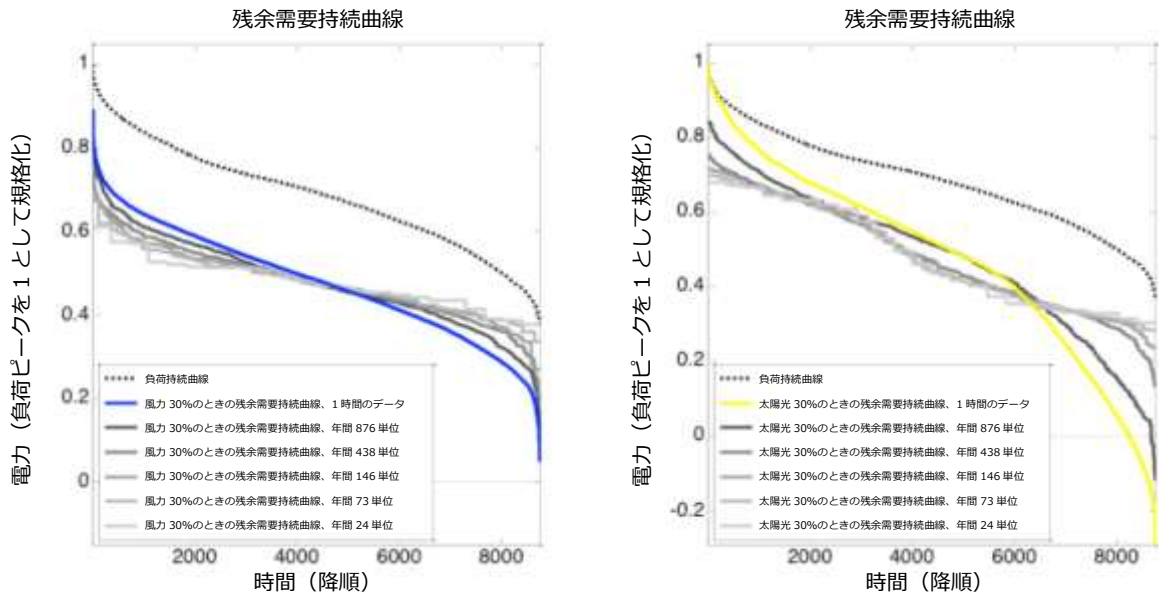 残余需要持続曲線
電力（負荷ピークを 1 として規格化）
1
0.8
0.6
0.4
0.2
0
負荷持続曲線
風力 30%のときの残余需要持続曲線、1 時間のデータ
風力 30%のときの残余需要持続曲線、年間 876 単位
風力 30%のときの残余需要持続曲線、年間 438 単位
風力 30%のときの残余需要持続曲線、年間 146 単位
風力 30%のときの残余需要持続曲線、年間 73 単位
風力 30%のときの残余需要持続曲線、年間 24 単位
2000 4000 6000 8000
時間（降順）
残余需要持続曲線
電力（負荷ピークを 1 として規格化）
1
0.8
0.6
0.4
0.2
0
-0.2
負荷持続曲線
太陽光 30%のときの残余需要持続曲線、1 時間のデータ
太陽光 30%のときの残余需要持続曲線、年間 876 単位
太陽光 30%のときの残余需要持続曲線、年間 438 単位
太陽光 30%のときの残余需要持続曲線、年間 146 単位
太陽光 30%のときの残余需要持続曲線、年間 73 単位
太陽光 30%のときの残余需要持続曲線、年間 24 単位
2000 4000 6000 8000
時間（降順）